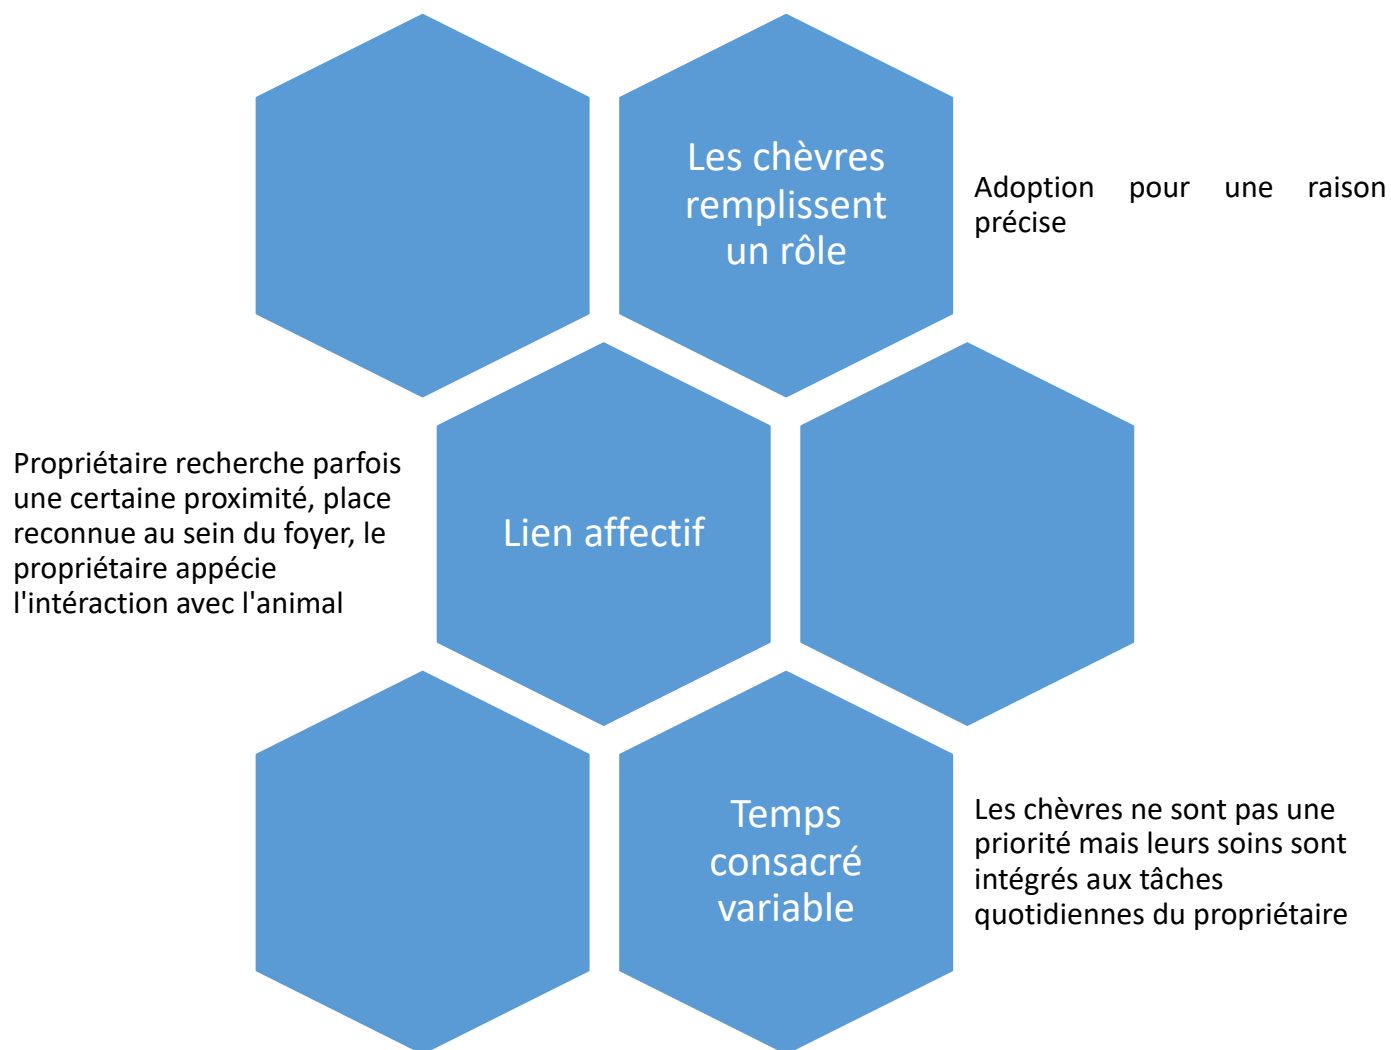 Les chèvres
remplissent
un rôle
Adoption pour une raison
précise
Propriétaire recherche parfois
une certaine proximité, place
reconnue au sein du foyer, le
propriétaire appécie
l'intéraction avec l'animal
Lien affectif
Temps
consacré
variable
Les chèvres ne sont pas une
priorité mais leurs soins sont
intégrés aux tâches
quotidiennes du propriétaire